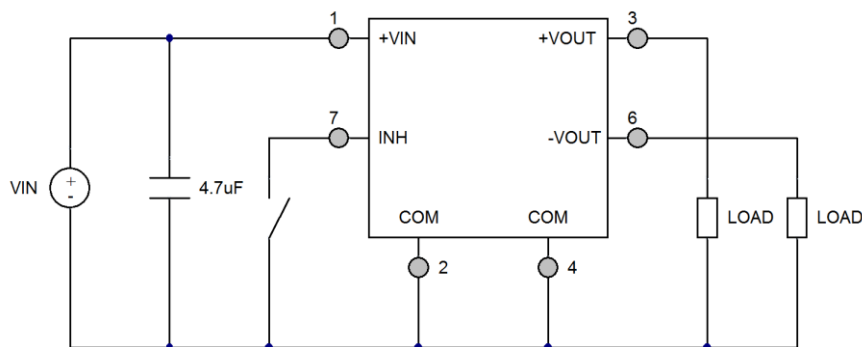 1
3
+VIN
+VOUT
7
6
INH
-VOUT
VIN
+
-
4.7uF
COM
COM
LOAD
LOAD
2
4